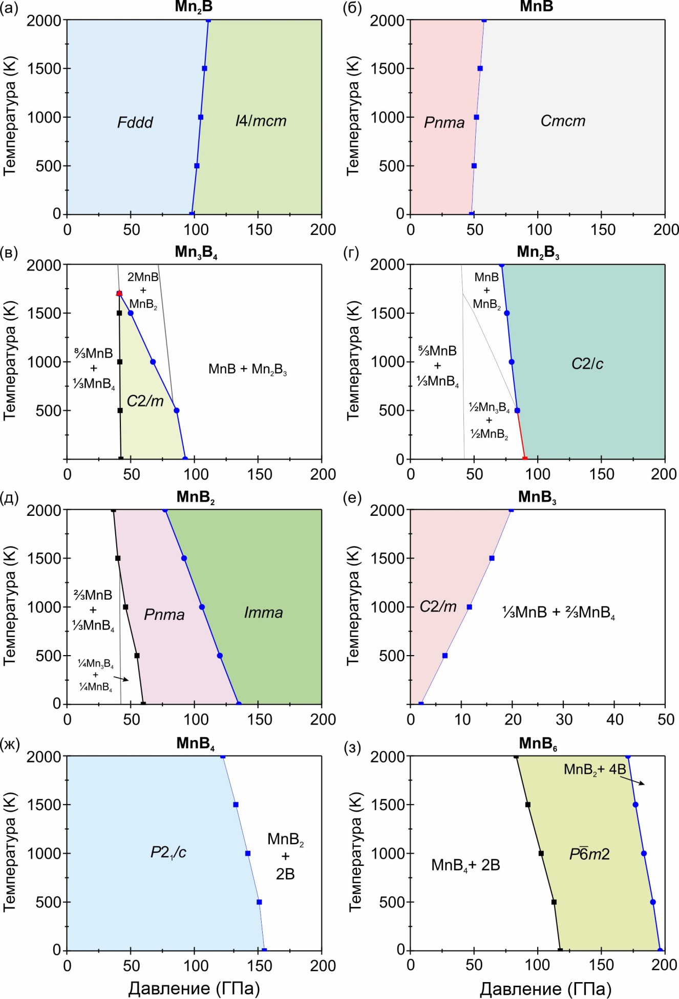 (а)
Mn₂B
Температура (К)
2000
1500
1000
500
0
Fddd
I4/mcm
0 50 100 150 200
(б)
MnB
Температура (К)
2000
1500
1000
500
0
Pnma
Cmcm
0 50 100 150 200
(в)
Mn₃B₄
Температура (К)
2000
1500
1000
500
0
2MnB
+
MnB₂
⁸⁄₃MnB
+
⅓MnB₄
C2/m
MnB + Mn₂B₃
0 50 100 150 200
(г)
Mn₂B₃
Температура (К)
2000
1500
1000
500
0
MnB
+
MnB₂
⁵⁄₃MnB
+
⅓MnB₄
½Mn₃B₄
+
½MnB₂
C2/c
0 50 100 150 200
(д)
MnB₂
Температура (К)
2000
1500
1000
500
0
⅔MnB
+
⅓MnB₄
¼Mn₃B₄
+
¼MnB₄
Pnma
Imma
0 50 100 150 200
(е)
MnB₃
Температура (К)
2000
1500
1000
500
0
C2/m
⅓MnB + ⅔MnB₄
0 10 20 30 40 50
(ж)
MnB₄
Температура (К)
2000
1500
1000
500
0
P2₁/c
MnB₂
+
2B
0 50 100 150 200
Давление (ГПа)
(з)
MnB₆
Температура (К)
2000
1500
1000
500
0
MnB₂+ 4B
P6̅m2
MnB₄+ 2B
0 50 100 150 200
Давление (ГПа)